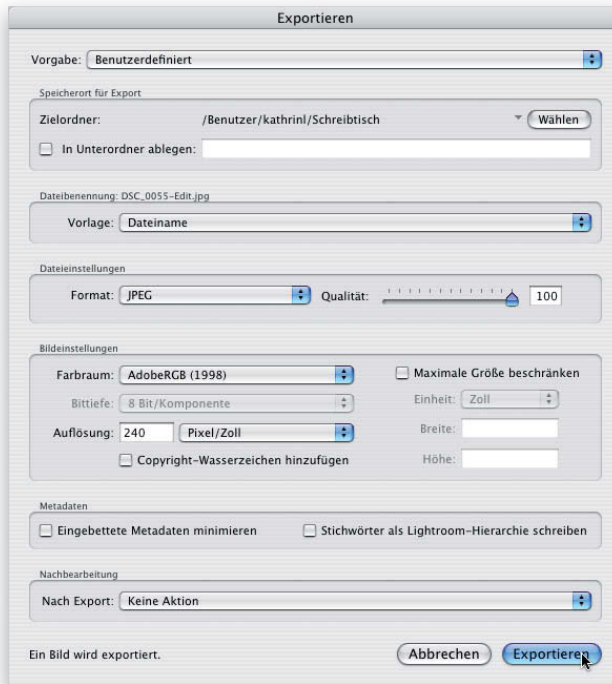 Exportieren
Vorgabe: Benutzerdefiniert
Speicherort für Export
Zielordner: /Benutzer/kathrinl/Schreibtisch Wählen
In Unterordner ablegen:
Dateibenennung: DSC_0055-Edit.jpg
Vorlage: Dateiname
Dateieinstellungen
Format: JPEG Qualität: 100
Bildeinstellungen
Farbraum: AdobeRGB (1998) Maximale Größe beschränken
Bittiefe: 8 Bit/Komponente Einheit: Zoll
Auflösung: 240 Pixel/Zoll Breite:
Copyright-Wasserzeichen hinzufügen Höhe:
Metadaten
Eingebettete Metadaten minimieren Stichwörter als Lightroom-Hierarchie schreiben
Nachbearbeitung
Nach Export: Keine Aktion
Ein Bild wird exportiert. Abbrechen Exportieren